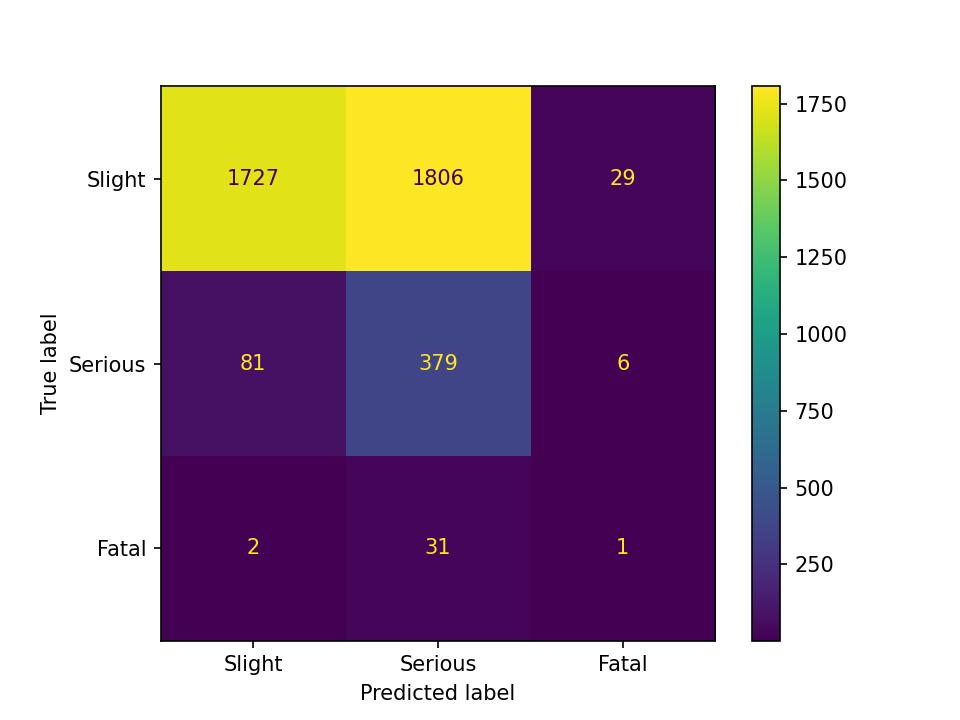 Slight 1727 1806 29
Serious 81 379 6
Fatal 2 31 1
Slight Serious Fatal
Predicted label
True label
1750
1500
1250
1000
750
500
250